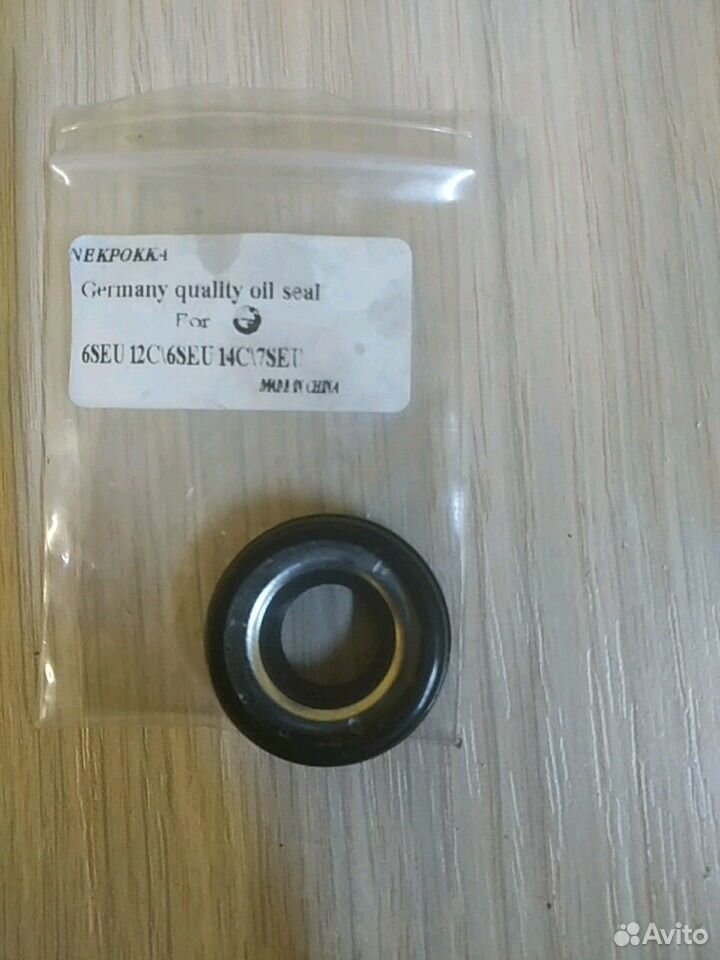 NEKPOKKA
Germany quality oil seal
For
6SEU 12C\6SEU 14C\7SEU
MADE IN CHINA
Avito